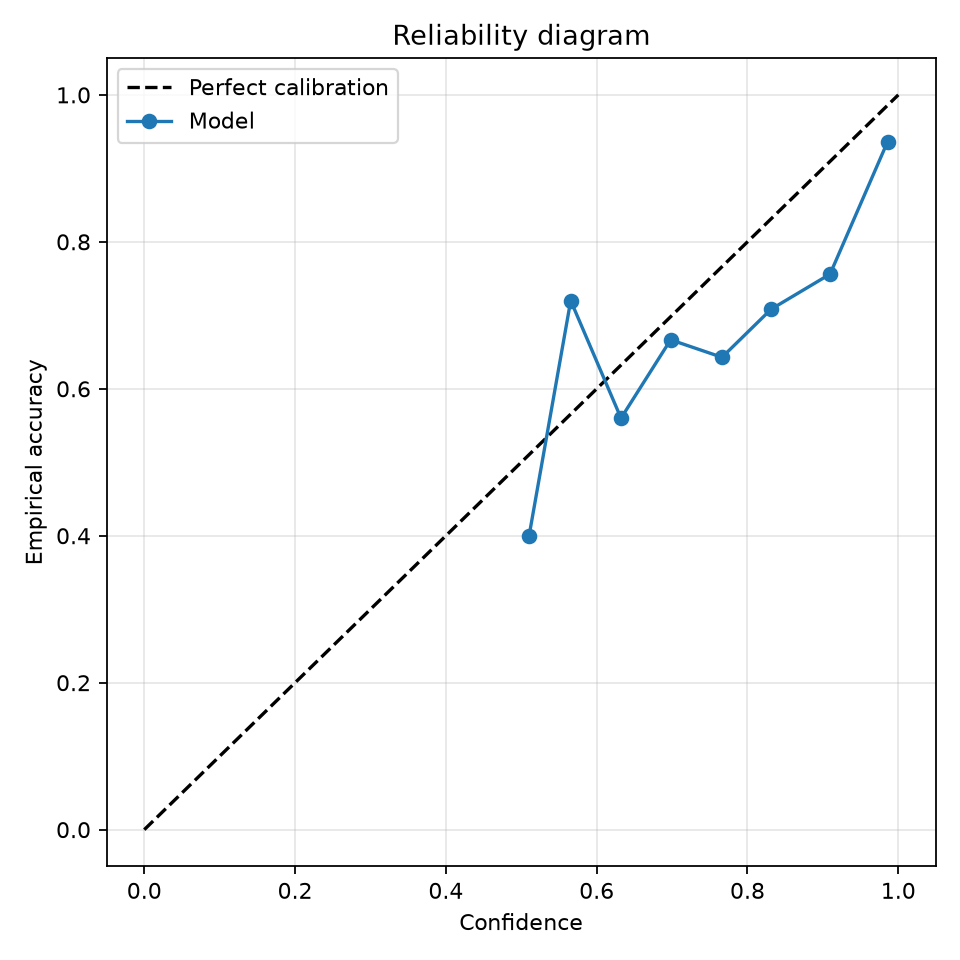 Reliability diagram
Perfect calibration
Model
Empirical accuracy
1.0
0.8
0.6
0.4
0.2
0.0
0.0 0.2 0.4 0.6 0.8 1.0
Confidence